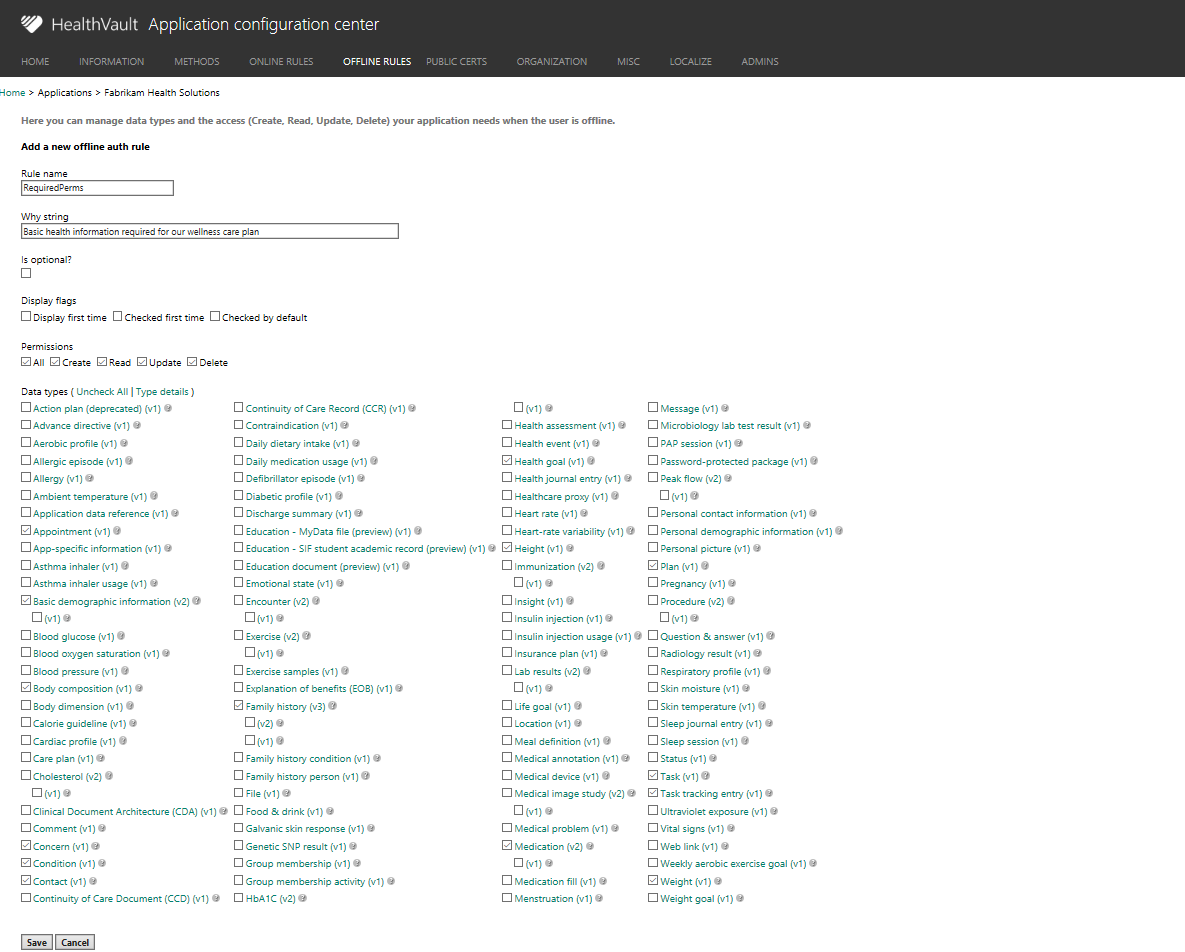 HealthVault Application configuration center
HOME INFORMATION METHODS ONLINE RULES OFFLINE RULES PUBLIC CERTS ORGANIZATION MISC LOCALIZE ADMINS
Home > Applications > Fabrikam Health Solutions
Here you can manage data types and the access (Create, Read, Update, Delete) your application needs when the user is offline.
Add a new offline auth rule
Rule name
RequiredPerms
Why string
Basic health information required for our wellness care plan
Is optional?
Display flags
Display first time Checked first time Checked by default
Permissions
All Create Read Update Delete
Data types ( Uncheck All | Type details )
Action plan (deprecated) (v1)
Advance directive (v1)
Aerobic profile (v1)
Allergic episode (v1)
Allergy (v1)
Ambient temperature (v1)
Application data reference (v1)
Appointment (v1)
App-specific information (v1)
Asthma inhaler (v1)
Asthma inhaler usage (v1)
Basic demographic information (v2)
(v1)
Blood glucose (v1)
Blood oxygen saturation (v1)
Blood pressure (v1)
Body composition (v1)
Body dimension (v1)
Calorie guideline (v1)
Cardiac profile (v1)
Care plan (v1)
Cholesterol (v2)
(v1)
Clinical Document Architecture (CDA) (v1)
Comment (v1)
Concern (v1)
Condition (v1)
Contact (v1)
Continuity of Care Document (CCD) (v1)
Continuity of Care Record (CCR) (v1)
Contraindication (v1)
Daily dietary intake (v1)
Daily medication usage (v1)
Defibrillator episode (v1)
Diabetic profile (v1)
Discharge summary (v1)
Education - MyData file (preview) (v1)
Education - SIF student academic record (preview) (v1)
Education document (preview) (v1)
Emotional state (v1)
Encounter (v2)
(v1)
Exercise (v2)
(v1)
Exercise samples (v1)
Explanation of benefits (EOB) (v1)
Family history (v3)
(v2)
(v1)
Family history condition (v1)
Family history person (v1)
File (v1)
Food & drink (v1)
Galvanic skin response (v1)
Genetic SNP result (v1)
Group membership (v1)
Group membership activity (v1)
HbA1C (v2)
(v1)
Health assessment (v1)
Health event (v1)
Health goal (v1)
Health journal entry (v1)
Healthcare proxy (v1)
Heart rate (v1)
Heart-rate variability (v1)
Height (v1)
Immunization (v2)
(v1)
Insight (v1)
Insulin injection (v1)
Insulin injection usage (v1)
Insurance plan (v1)
Lab results (v2)
(v1)
Life goal (v1)
Location (v1)
Meal definition (v1)
Medical annotation (v1)
Medical device (v1)
Medical image study (v2)
(v1)
Medical problem (v1)
Medication (v2)
(v1)
Medication fill (v1)
Menstruation (v1)
Message (v1)
Microbiology lab test result (v1)
PAP session (v1)
Password-protected package (v1)
Peak flow (v2)
(v1)
Personal contact information (v1)
Personal demographic information (v1)
Personal picture (v1)
Plan (v1)
Pregnancy (v1)
Procedure (v2)
(v1)
Question & answer (v1)
Radiology result (v1)
Respiratory profile (v1)
Skin moisture (v1)
Skin temperature (v1)
Sleep journal entry (v1)
Sleep session (v1)
Status (v1)
Task (v1)
Task tracking entry (v1)
Ultraviolet exposure (v1)
Vital signs (v1)
Web link (v1)
Weekly aerobic exercise goal (v1)
Weight (v1)
Weight goal (v1)
Save Cancel